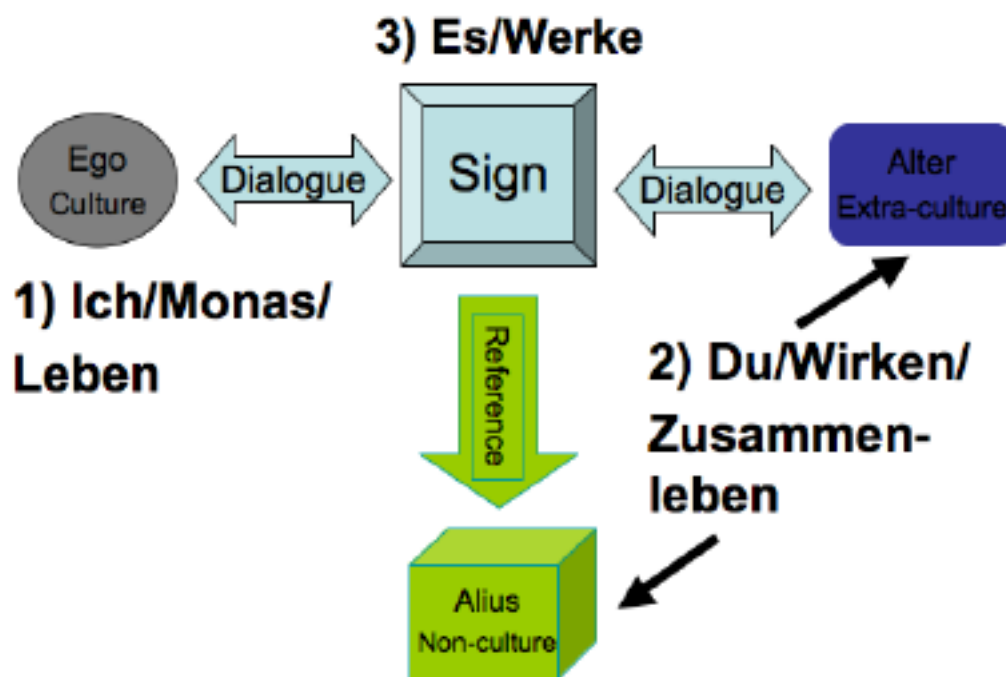 3) Es/Werke
Ego
Culture
Dialogue
Sign
Dialogue
Alter
Extra-culture
1) Ich/Monas/
Leben
Reference
2) Du/Wirken/
Zusammen-
leben
Alius
Non-culture